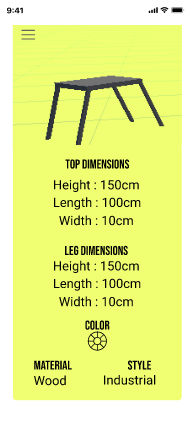 9:41
TOP DIMENSIONS
Height : 150cm
Length : 100cm
Width : 10cm
LEG DIMENSIONS
Height : 150cm
Length : 100cm
Width : 10cm
COLOR
MATERIAL STYLE
Wood Industrial